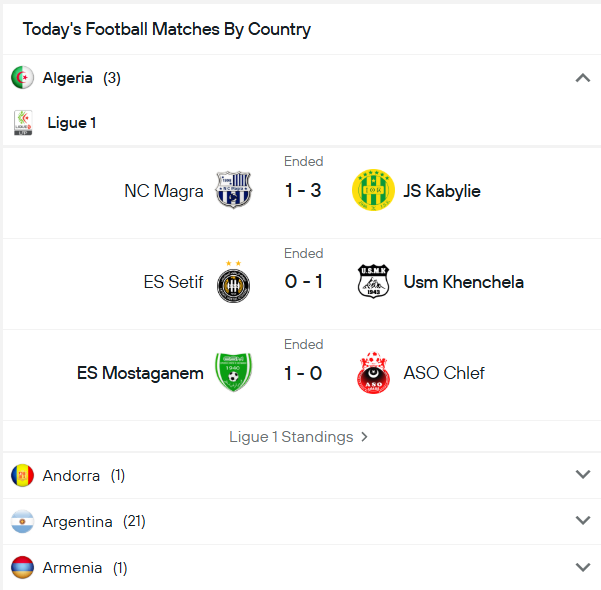 Today's Football Matches By Country
Algeria (3)
Ligue 1
Ended
NC Magra 1 - 3 JS Kabylie
Ended
ES Setif 0 - 1 Usm Khenchela
Ended
ES Mostaganem 1 - 0 ASO Chlef
Ligue 1 Standings >
Andorra (1)
Argentina (21)
Armenia (1)